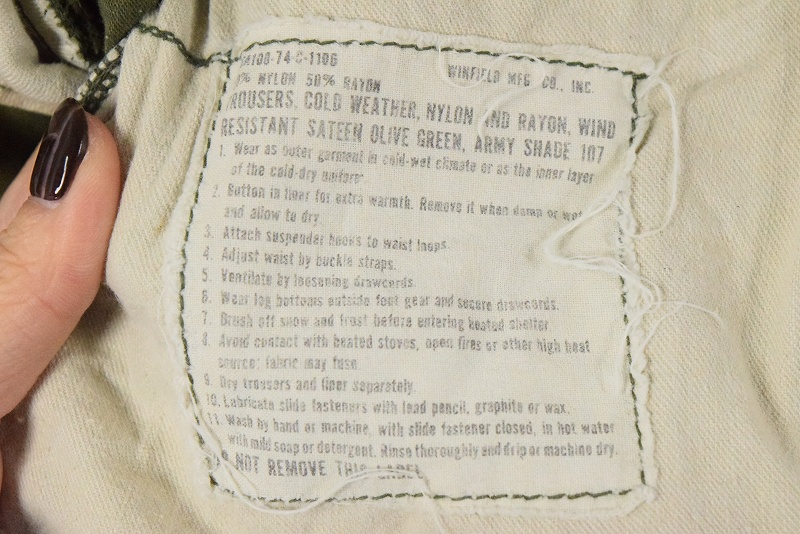 100-74-C-1106
WINFIELD MFG. CO., INC.
% NYLON 50% RAYON
TROUSERS, COLD WEATHER, NYLON AND RAYON, WIND
RESISTANT SATEEN OLIVE GREEN, ARMY SHADE 107
1. Wear as outer garment in cold-wet climate or as the inner layer
of the cold-dry uniform.
2. Button in liner for extra warmth. Remove it when damp or wet
and allow to dry.
3. Attach suspender hooks to waist loops.
4. Adjust waist by buckle straps.
5. Ventilate by loosening drawcords.
6. Wear leg bottoms outside foot gear and secure drawcords.
7. Brush off snow and frost before entering heated shelter.
8. Avoid contact with heated stoves, open fires or other high heat
source; fabric may fuse.
9. Dry trousers and liner separately.
10. Lubricate slide fasteners with lead pencil, graphite or wax.
11. Wash by hand or machine, with slide fastener closed, in hot water
with mild soap or detergent. Rinse thoroughly and drip or machine dry.
DO NOT REMOVE THIS LABEL